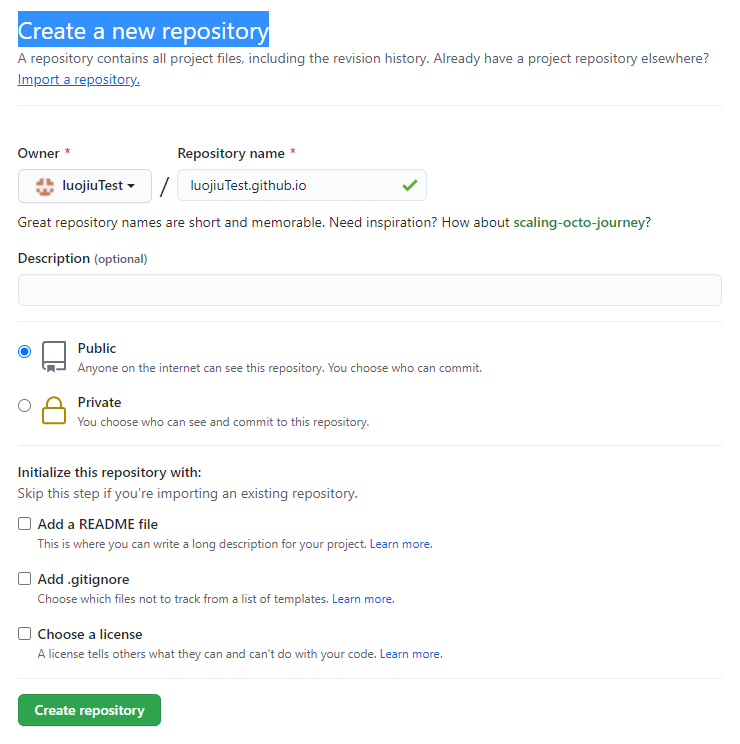 Create a new repository
A repository contains all project files, including the revision history. Already have a project repository elsewhere?
Import a repository.
Owner * Repository name *
luojiuTest / luojiuTest.github.io
Great repository names are short and memorable. Need inspiration? How about scaling-octo-journey?
Description (optional)
Public
Anyone on the internet can see this repository. You choose who can commit.
Private
You choose who can see and commit to this repository.
Initialize this repository with:
Skip this step if you're importing an existing repository.
Add a README file
This is where you can write a long description for your project. Learn more.
Add .gitignore
Choose which files not to track from a list of templates. Learn more.
Choose a license
A license tells others what they can and can't do with your code. Learn more.
Create repository